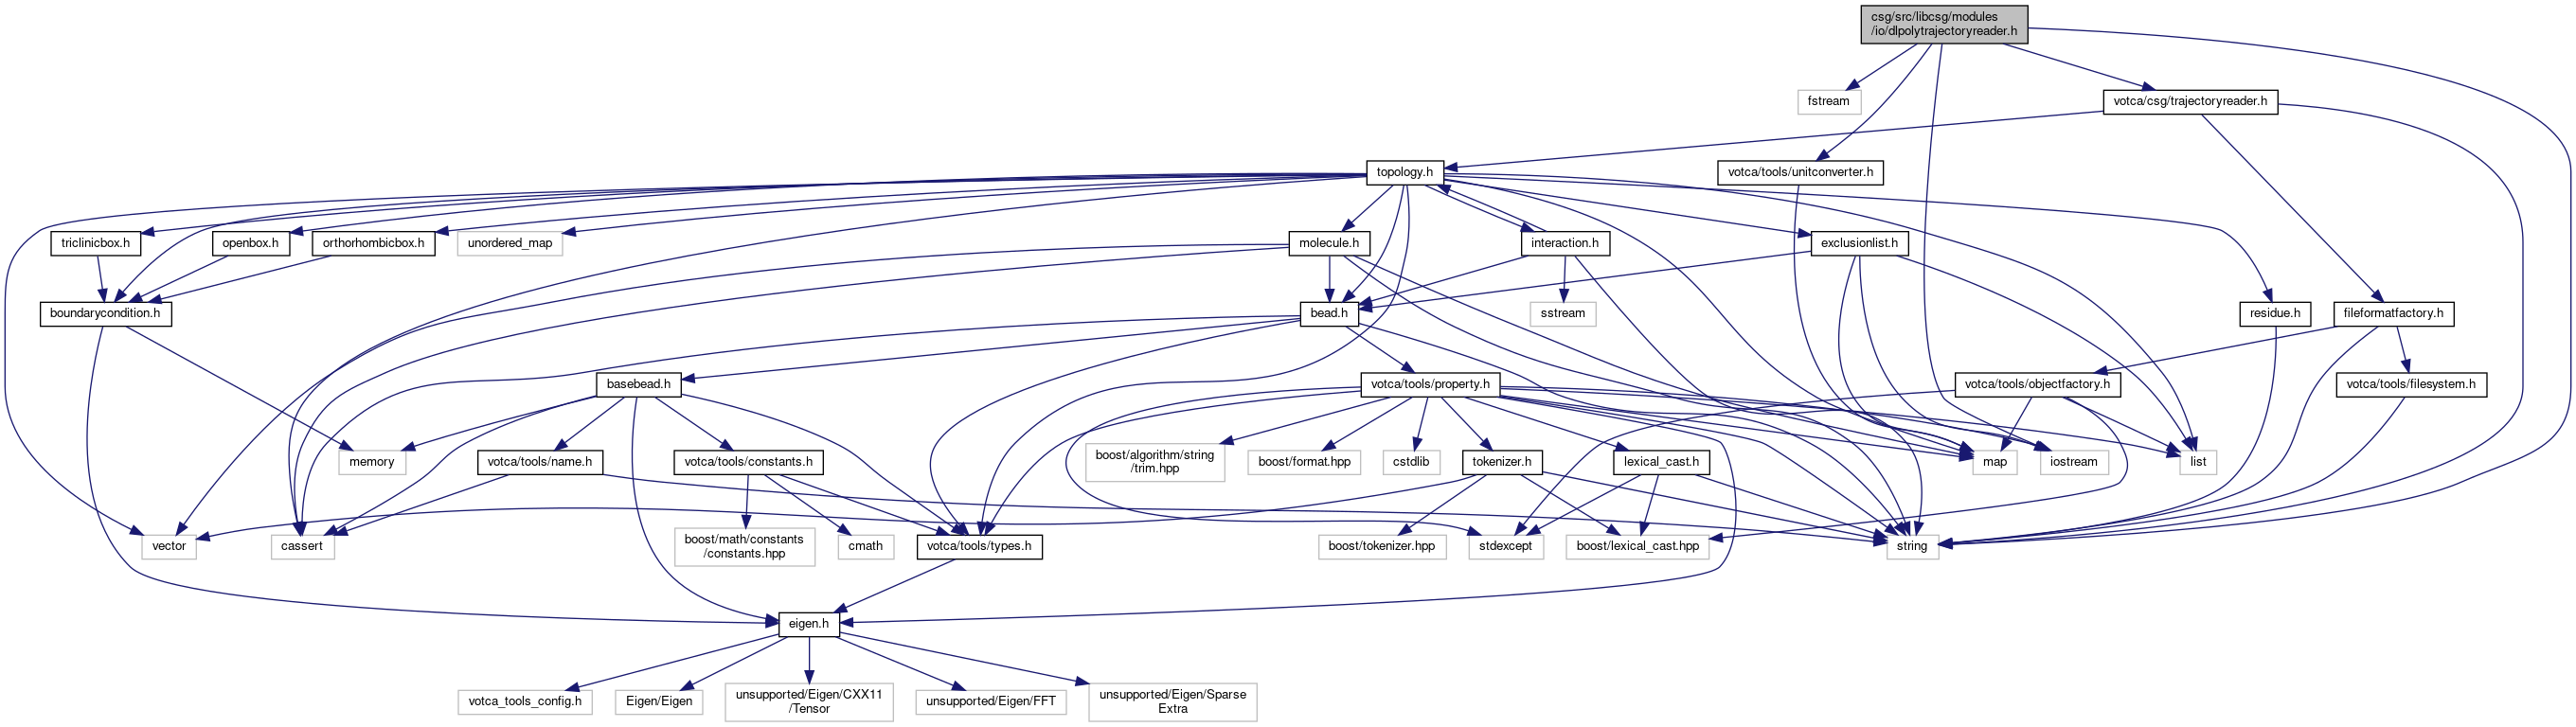 csg/src/libcsg/modules
/io/dlpolytrajectoryreader.h
fstream
votca/csg/trajectoryreader.h
topology.h
votca/tools/unitconverter.h
triclinicbox.h
openbox.h
orthorhombicbox.h
unordered_map
molecule.h
interaction.h
exclusionlist.h
boundarycondition.h
bead.h
sstream
residue.h
fileformatfactory.h
basebead.h
votca/tools/property.h
votca/tools/objectfactory.h
votca/tools/filesystem.h
memory
votca/tools/name.h
votca/tools/constants.h
boost/algorithm/string
/trim.hpp
boost/format.hpp
cstdlib
tokenizer.h
lexical_cast.h
map
iostream
list
vector
cassert
boost/math/constants
/constants.hpp
cmath
votca/tools/types.h
boost/tokenizer.hpp
stdexcept
boost/lexical_cast.hpp
string
eigen.h
votca_tools_config.h
Eigen/Eigen
unsupported/Eigen/CXX11
/Tensor
unsupported/Eigen/FFT
unsupported/Eigen/Sparse
Extra